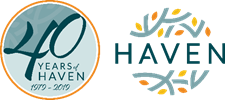 40
YEARS of
HAVEN
1979 - 2019
HAVEN